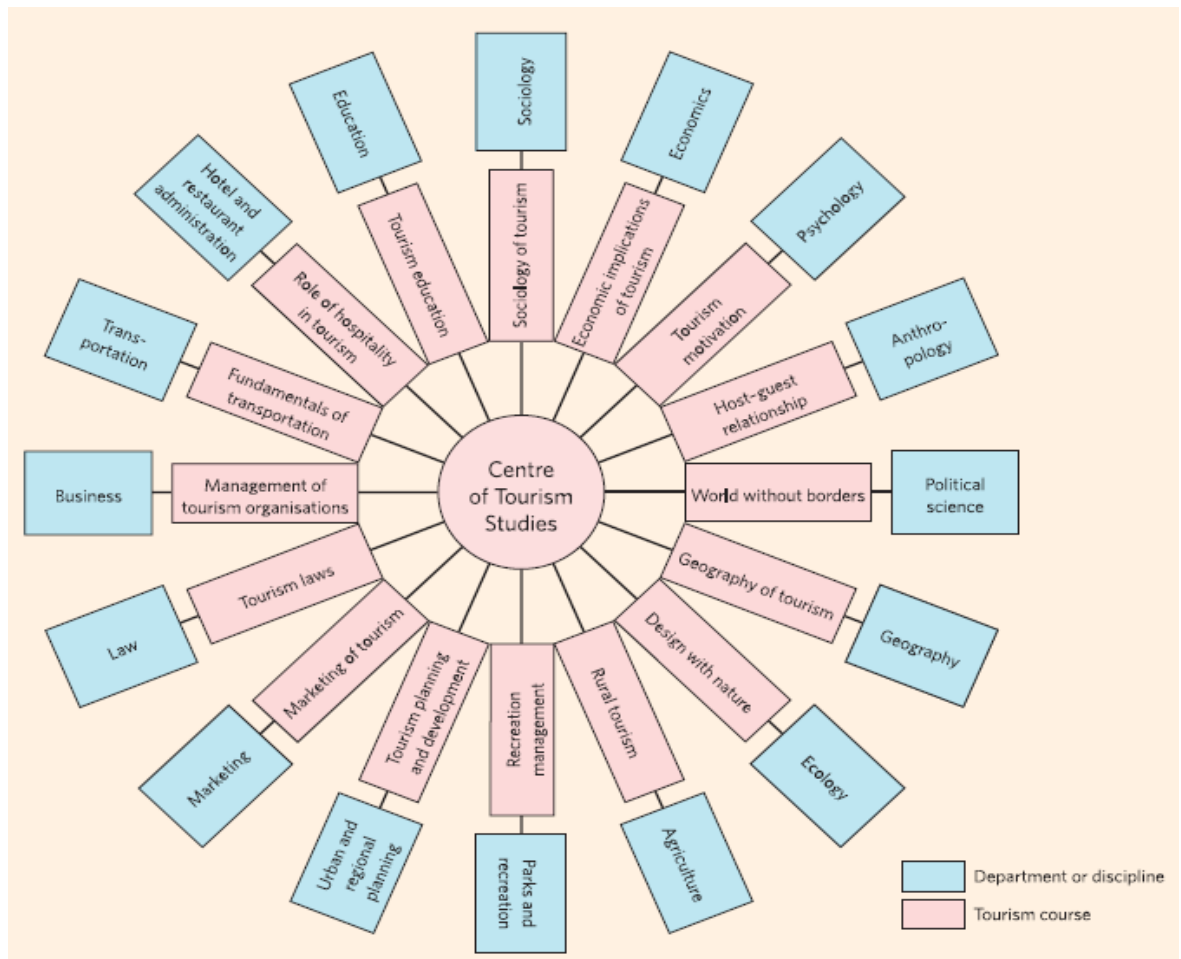 Sociology
Sociology of tourism
Economics
Economic implications
of tourism
Psychology
Tourism
motivation
Anthro-
pology
Host–guest
relationship
Political
science
World without borders
Geography
Geography of tourism
Ecology
Design with nature
Agriculture
Rural tourism
Parks and
recreation
Recreation
management
Urban and
regional
planning
Tourism planning
and development
Marketing
Marketing of tourism
Law
Tourism laws
Business
Management of
tourism organisations
Trans-
portation
Fundamentals of
transportation
Hotel and
restaurant
administration
Role of hospitality
in tourism
Education
Tourism education
Centre
of Tourism
Studies
Department or discipline
Tourism course